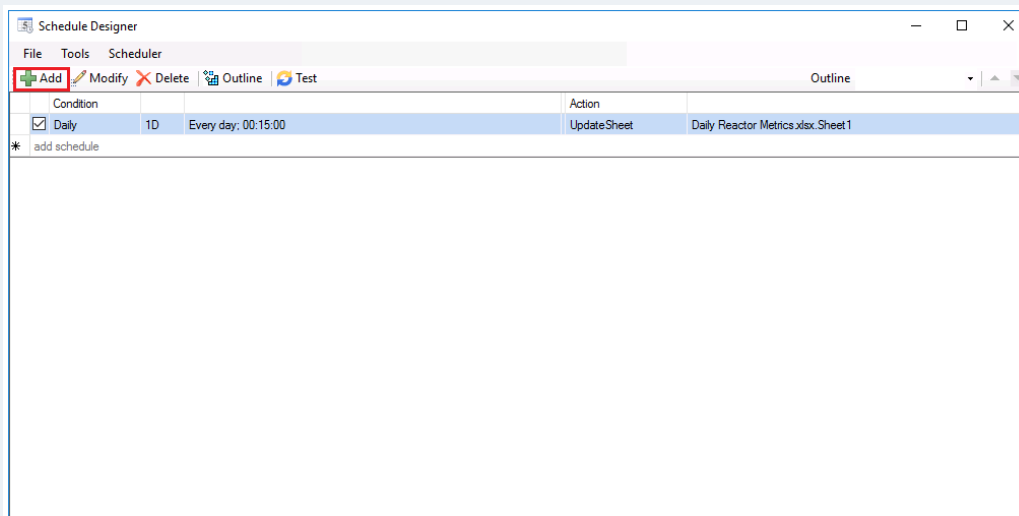 Schedule Designer
File Tools Scheduler
Add Modify Delete Outline Test Outline
Condition Action
Daily 1D Every day; 00:15:00 UpdateSheet Daily Reactor Metrics.xlsx.Sheet1
* add schedule